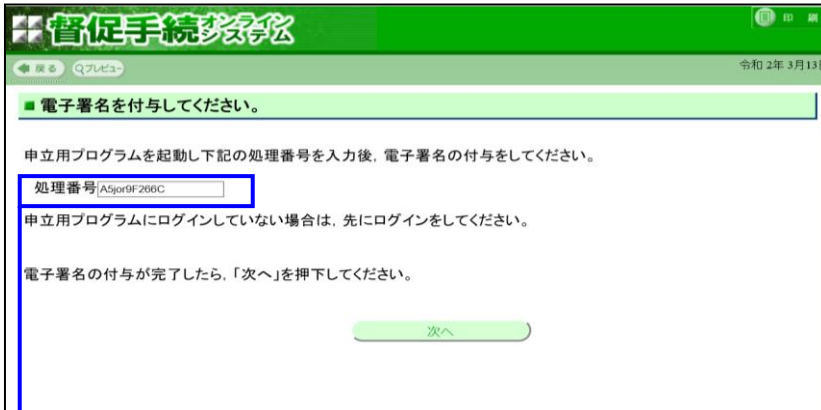 督促手続オンラインシステム
印 刷
戻る プレビュー
令和 2年 3月13日
■ 電子署名を付与してください。
申立用プログラムを起動し下記の処理番号を入力後, 電子署名の付与をしてください。
処理番号 A5jor9F266C
申立用プログラムにログインしていない場合は, 先にログインをしてください。
電子署名の付与が完了したら, 「次へ」を押下してください。
次へ